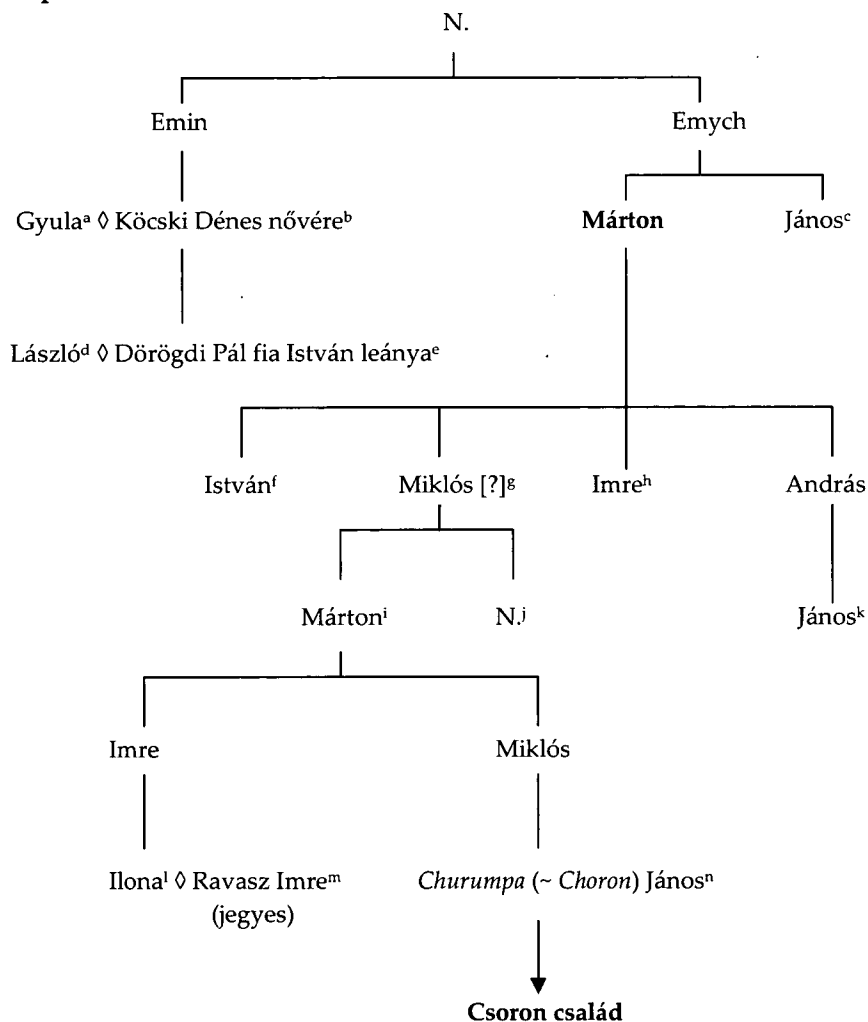 N.
Emin Emych
Gyulaᵃ ◊ Köcski Dénes nővéreᵇ Márton Jánosᶜ
Lászlóᵈ ◊ Dörögdi Pál fia István leányaᵉ
Istvánᶠ Miklós [?]ᵍ Imreʰ András
Mártonⁱ N.ʲ Jánosᵏ
Imre Miklós
Ilonaˡ ◊ Ravasz Imreᵐ Churumpa (~ Choron) Jánosⁿ
(jegyes)
Csoron család